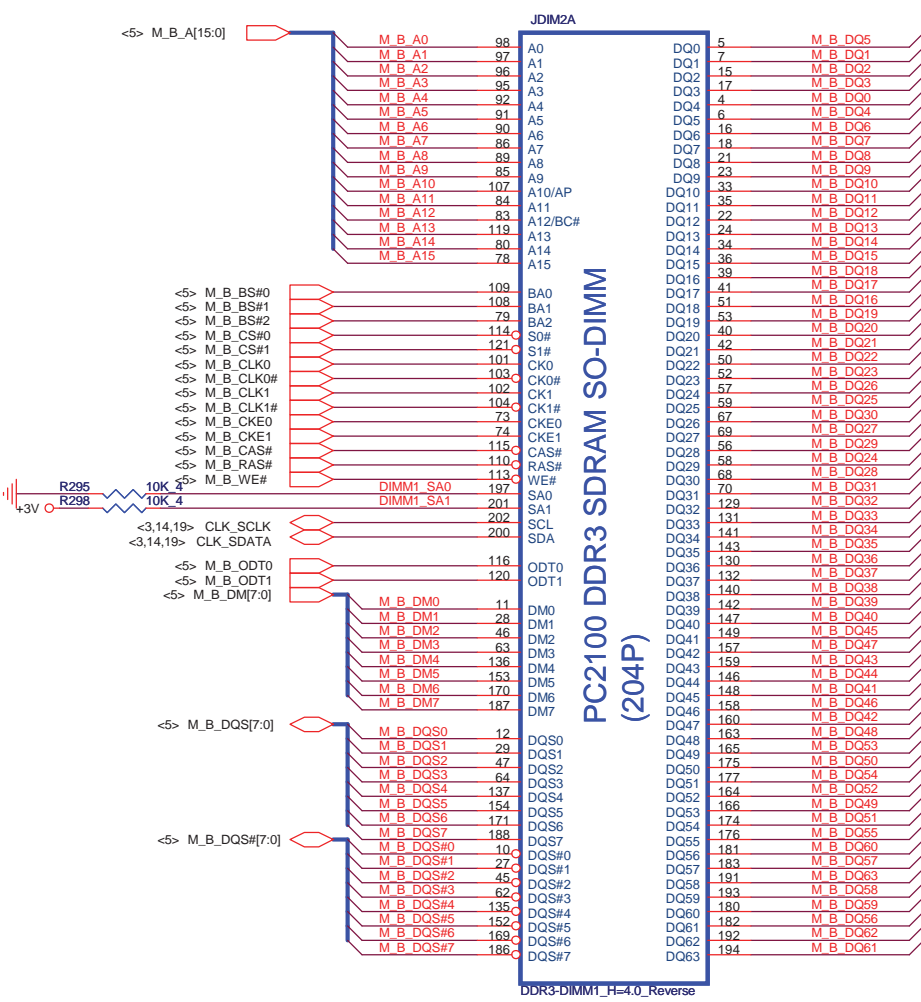 JDIM2A
<5> M_B_A[15:0]
M_B_A0 98 A0
M_B_A1 97 A1
M_B_A2 96 A2
M_B_A3 95 A3
M_B_A4 92 A4
M_B_A5 91 A5
M_B_A6 90 A6
M_B_A7 86 A7
M_B_A8 89 A8
M_B_A9 85 A9
M_B_A10 107 A10/AP
M_B_A11 84 A11
M_B_A12 83 A12/BC#
M_B_A13 119 A13
M_B_A14 80 A14
M_B_A15 78 A15
<5> M_B_BS#0 109 BA0
<5> M_B_BS#1 108 BA1
<5> M_B_BS#2 79 BA2
<5> M_B_CS#0 114 S0#
<5> M_B_CS#1 121 S1#
<5> M_B_CLK0 101 CK0
<5> M_B_CLK0# 103 CK0#
<5> M_B_CLK1 102 CK1
<5> M_B_CLK1# 104 CK1#
<5> M_B_CKE0 73 CKE0
<5> M_B_CKE1 74 CKE1
<5> M_B_CAS# 115 CAS#
<5> M_B_RAS# 110 RAS#
<5> M_B_WE# 113 WE#
R295 10K_4 DIMM1_SA0 197 SA0
+3V R298 10K_4 DIMM1_SA1 201 SA1
<3,14,19> CLK_SCLK 202 SCL
<3,14,19> CLK_SDATA 200 SDA
<5> M_B_ODT0 116 ODT0
<5> M_B_ODT1 120 ODT1
<5> M_B_DM[7:0]
M_B_DM0 11 DM0
M_B_DM1 28 DM1
M_B_DM2 46 DM2
M_B_DM3 63 DM3
M_B_DM4 136 DM4
M_B_DM5 153 DM5
M_B_DM6 170 DM6
M_B_DM7 187 DM7
<5> M_B_DQS[7:0]
M_B_DQS0 12 DQS0
M_B_DQS1 29 DQS1
M_B_DQS2 47 DQS2
M_B_DQS3 64 DQS3
M_B_DQS4 137 DQS4
M_B_DQS5 154 DQS5
M_B_DQS6 171 DQS6
M_B_DQS7 188 DQS7
<5> M_B_DQS#[7:0]
M_B_DQS#0 10 DQS#0
M_B_DQS#1 27 DQS#1
M_B_DQS#2 45 DQS#2
M_B_DQS#3 62 DQS#3
M_B_DQS#4 135 DQS#4
M_B_DQS#5 152 DQS#5
M_B_DQS#6 169 DQS#6
M_B_DQS#7 186 DQS#7
PC2100 DDR3 SDRAM SO-DIMM
(204P)
DQ0 5 M_B_DQ5
DQ1 7 M_B_DQ1
DQ2 15 M_B_DQ2
DQ3 17 M_B_DQ3
DQ4 4 M_B_DQ0
DQ5 6 M_B_DQ4
DQ6 16 M_B_DQ6
DQ7 18 M_B_DQ7
DQ8 21 M_B_DQ8
DQ9 23 M_B_DQ9
DQ10 33 M_B_DQ10
DQ11 35 M_B_DQ11
DQ12 22 M_B_DQ12
DQ13 24 M_B_DQ13
DQ14 34 M_B_DQ14
DQ15 36 M_B_DQ15
DQ16 39 M_B_DQ18
DQ17 41 M_B_DQ17
DQ18 51 M_B_DQ16
DQ19 53 M_B_DQ19
DQ20 40 M_B_DQ20
DQ21 42 M_B_DQ21
DQ22 50 M_B_DQ22
DQ23 52 M_B_DQ23
DQ24 57 M_B_DQ26
DQ25 59 M_B_DQ25
DQ26 67 M_B_DQ30
DQ27 69 M_B_DQ27
DQ28 56 M_B_DQ29
DQ29 58 M_B_DQ24
DQ30 68 M_B_DQ28
DQ31 70 M_B_DQ31
DQ32 129 M_B_DQ32
DQ33 131 M_B_DQ33
DQ34 141 M_B_DQ34
DQ35 143 M_B_DQ35
DQ36 130 M_B_DQ36
DQ37 132 M_B_DQ37
DQ38 140 M_B_DQ38
DQ39 142 M_B_DQ39
DQ40 147 M_B_DQ40
DQ41 149 M_B_DQ45
DQ42 157 M_B_DQ47
DQ43 159 M_B_DQ43
DQ44 146 M_B_DQ44
DQ45 148 M_B_DQ41
DQ46 158 M_B_DQ46
DQ47 160 M_B_DQ42
DQ48 163 M_B_DQ48
DQ49 165 M_B_DQ53
DQ50 175 M_B_DQ50
DQ51 177 M_B_DQ54
DQ52 164 M_B_DQ52
DQ53 166 M_B_DQ49
DQ54 174 M_B_DQ51
DQ55 176 M_B_DQ55
DQ56 181 M_B_DQ60
DQ57 183 M_B_DQ57
DQ58 191 M_B_DQ63
DQ59 193 M_B_DQ58
DQ60 180 M_B_DQ59
DQ61 182 M_B_DQ56
DQ62 192 M_B_DQ62
DQ63 194 M_B_DQ61
DDR3-DIMM1_H=4.0_Reverse